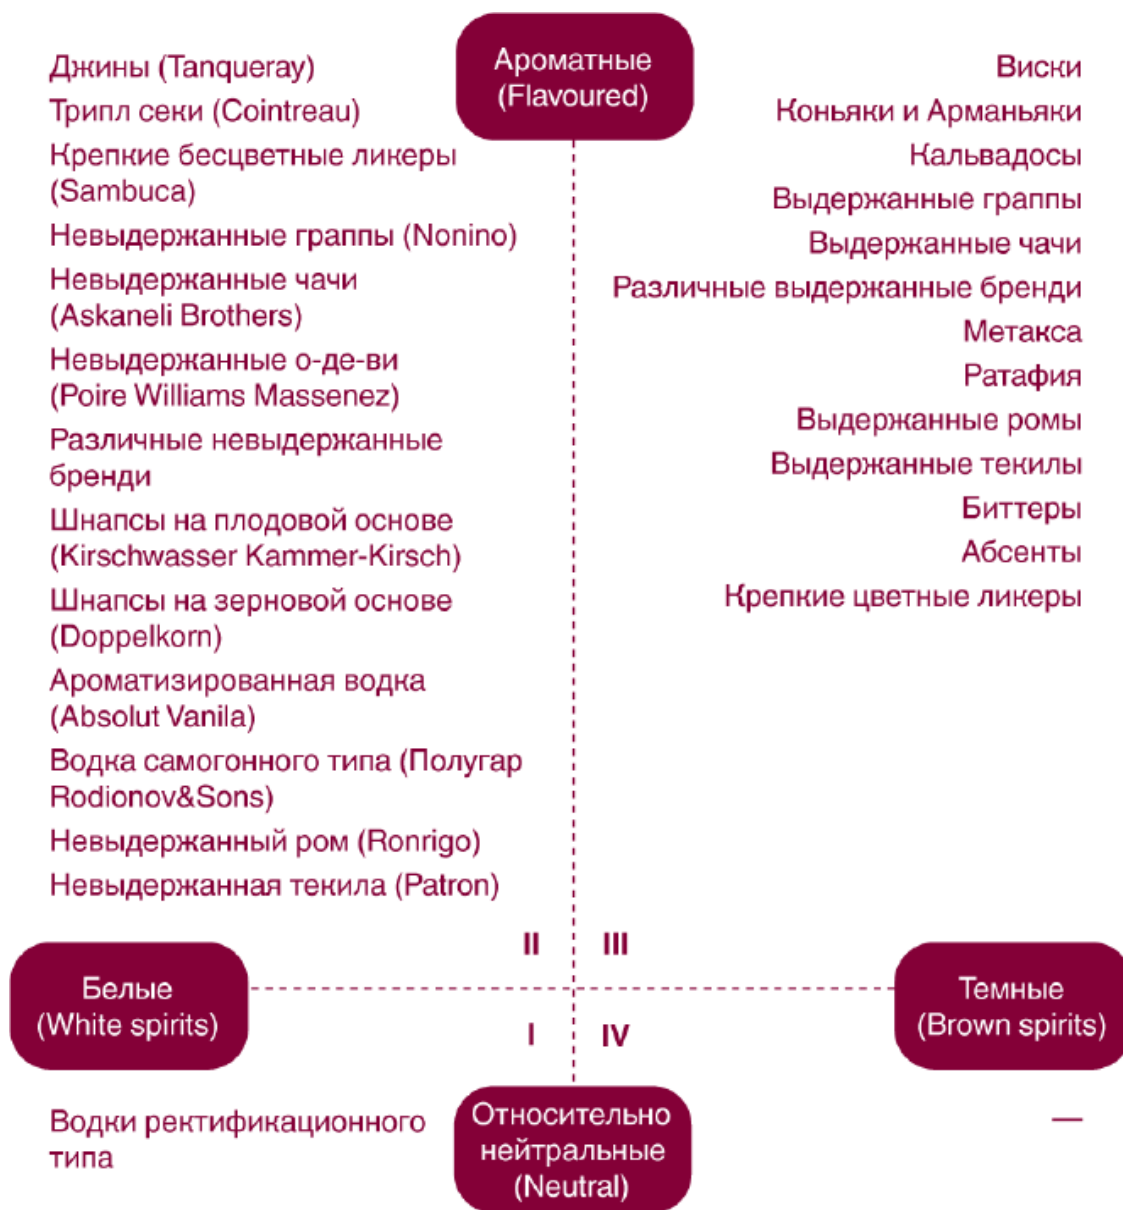 Ароматные
(Flavoured)
Джины (Tanqueray)
Трипл секи (Cointreau)
Крепкие бесцветные ликеры
(Sambuca)
Невыдержанные граппы (Nonino)
Невыдержанные чачи
(Askaneli Brothers)
Невыдержанные о-де-ви
(Poire Williams Massenez)
Различные невыдержанные
бренди
Шнапсы на плодовой основе
(Kirschwasser Kammer-Kirsch)
Шнапсы на зерновой основе
(Doppelkorn)
Ароматизированная водка
(Absolut Vanila)
Водка самогонного типа (Полугар
Rodionov&Sons)
Невыдержанный ром (Ronrigo)
Невыдержанная текила (Patron)
Виски
Коньяки и Арманьяки
Кальвадосы
Выдержанные граппы
Выдержанные чачи
Различные выдержанные бренди
Метакса
Ратафия
Выдержанные ромы
Выдержанные текилы
Биттеры
Абсенты
Крепкие цветные ликеры
II
III
Белые
(White spirits)
Темные
(Brown spirits)
I
IV
Водки ректификационного
типа
Относительно
нейтральные
(Neutral)
—